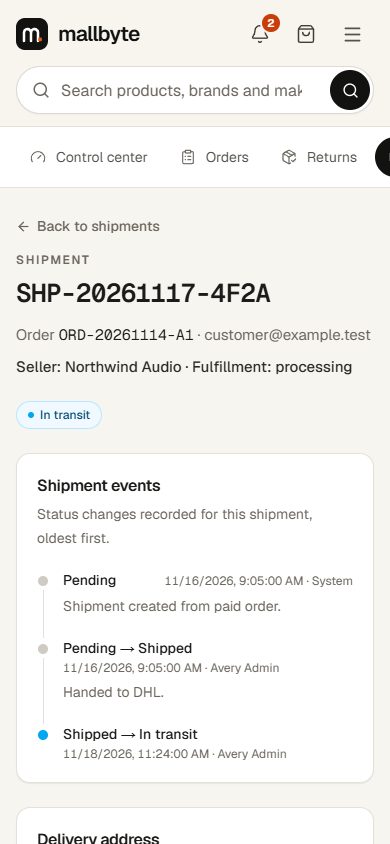 m.
mallbyte
2
Search products, brands and mak
Control center
Orders
Returns
← Back to shipments
SHIPMENT
SHP-20261117-4F2A
Order ORD-20261114-A1 · customer@example.test
Seller: Northwind Audio · Fulfillment: processing
In transit
Shipment events
Status changes recorded for this shipment,
oldest first.
Pending 11/16/2026, 9:05:00 AM · System
Shipment created from paid order.
Pending → Shipped
11/16/2026, 9:05:00 AM · Avery Admin
Handed to DHL.
Shipped → In transit
11/18/2026, 11:24:00 AM · Avery Admin
Delivery address